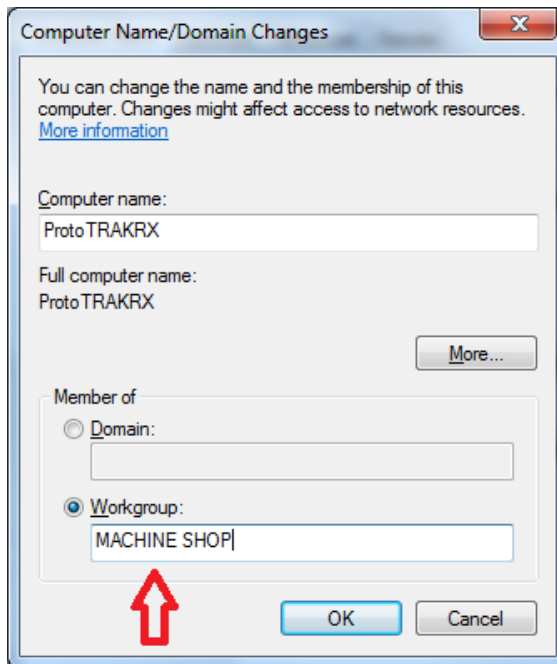 Computer Name/Domain Changes
You can change the name and the membership of this
computer. Changes might affect access to network resources.
More information
Computer name:
ProtoTRAKRX
Full computer name:
ProtoTRAKRX
More...
Member of
Domain:
Workgroup:
MACHINE SHOP
OK Cancel